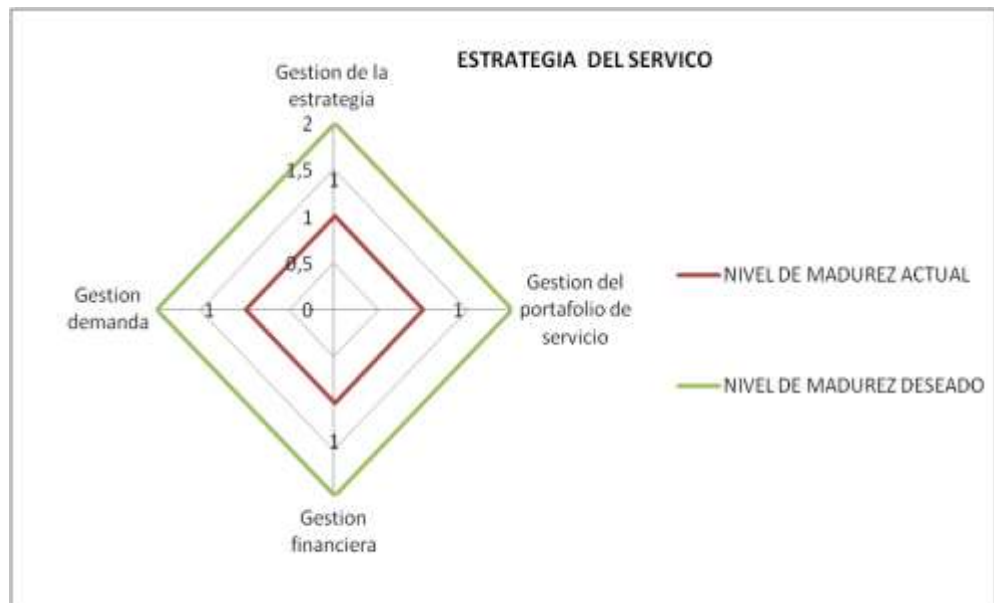 ESTRATEGIA DEL SERVICO
Gestion de la
estrategia
2
1,5
1
1
0,5
0
1
1
1
Gestion
demanda
Gestion del
portafolio de
servicio
Gestion
financiera
NIVEL DE MADUREZ ACTUAL
NIVEL DE MADUREZ DESEADO